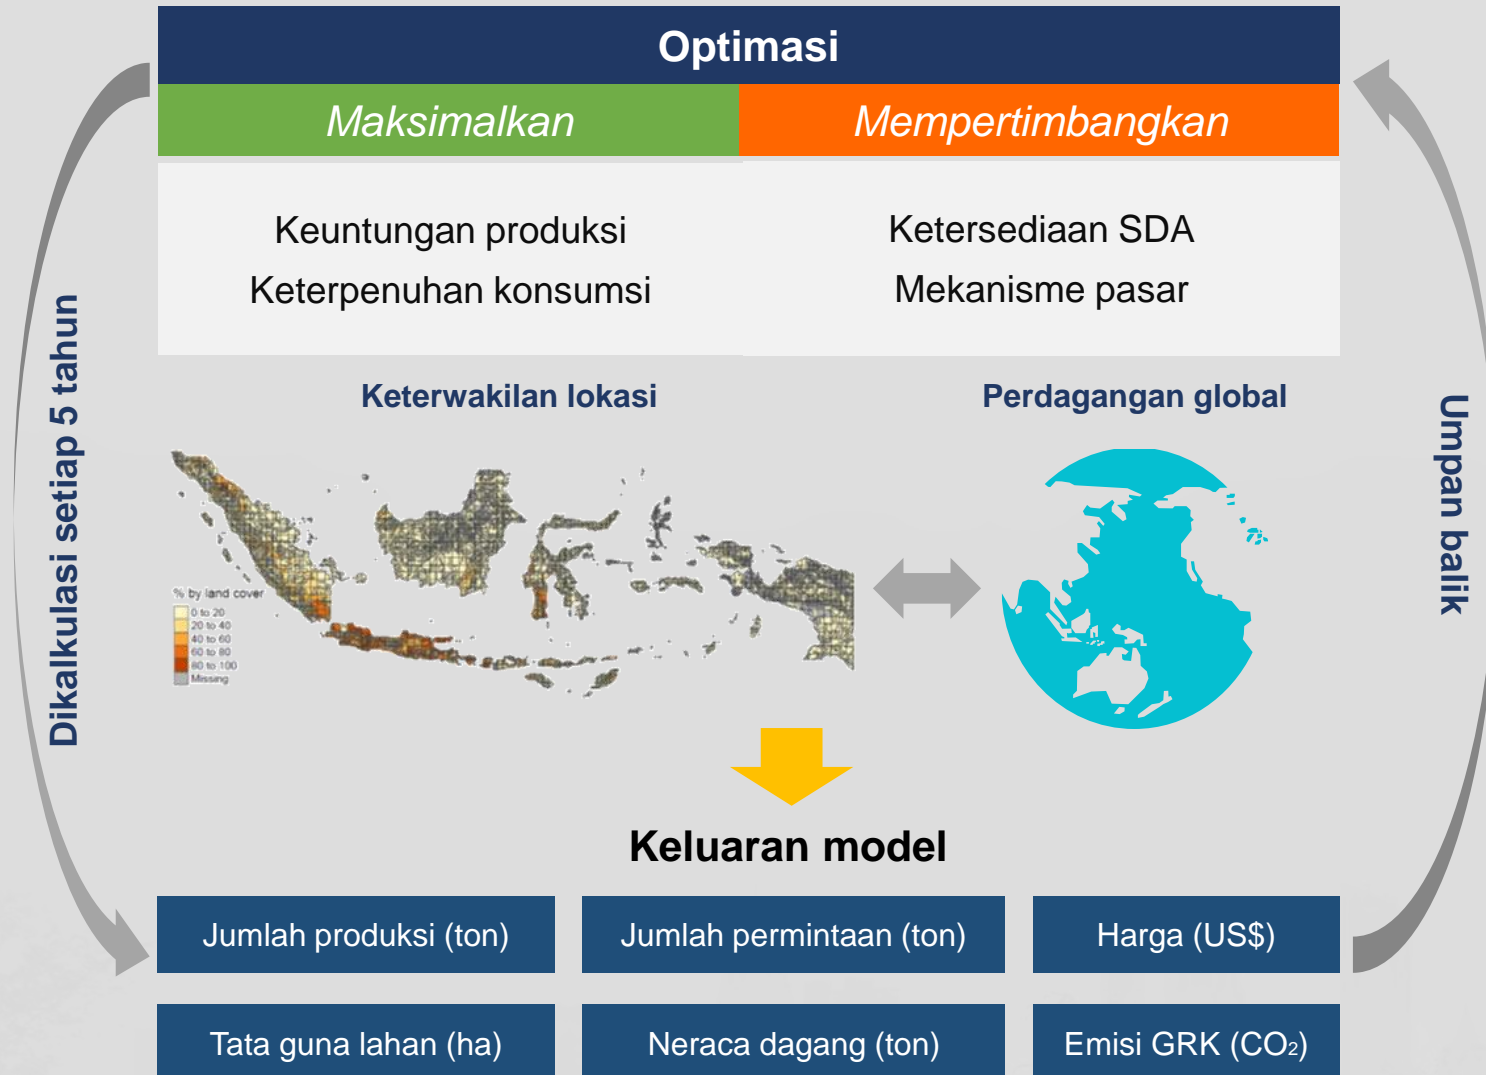 Optimasi
Maksimalkan
Mempertimbangkan
Keuntungan produksi
Keterpenuhan konsumsi
Ketersediaan SDA
Mekanisme pasar
Dikalkulasi setiap 5 tahun
Keterwakilan lokasi
Perdagangan global
Umpan balik
% by land cover
0 to 20
20 to 40
40 to 60
60 to 80
80 to 100
Missing
Keluaran model
Jumlah produksi (ton)
Jumlah permintaan (ton)
Harga (US$)
Tata guna lahan (ha)
Neraca dagang (ton)
Emisi GRK (CO₂)